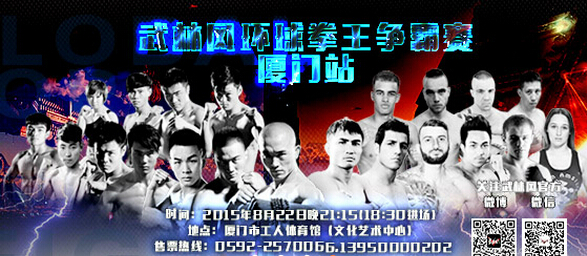 武林风环球拳王争霸赛
厦门站
关注武林风官方
微博 微信
时间：2015年8月22日晚21:15(18:30进场)
地点：厦门市工人体育馆（文化艺术中心）
售票热线：0592-2570066.13950000202